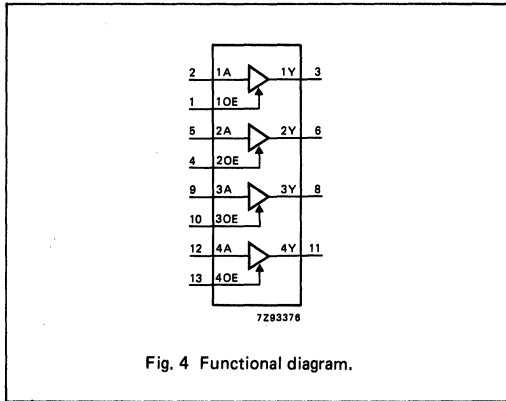 2 1A 1Y 3
1 1OE
5 2A 2Y 6
4 2OE
9 3A 3Y 8
10 3OE
12 4A 4Y 11
13 4OE
7Z93376
Fig. 4 Functional diagram.